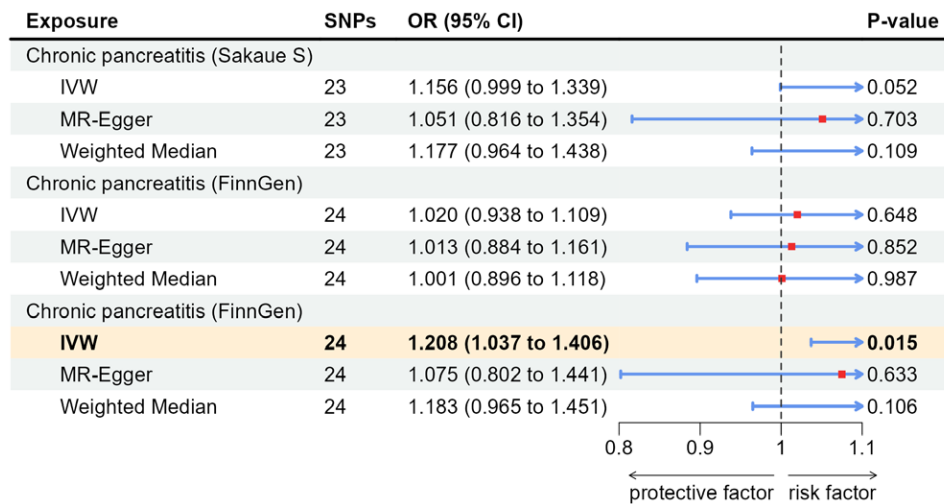 Exposure SNPs OR (95% CI) P-value
Chronic pancreatitis (Sakaue S)
IVW 23 1.156 (0.999 to 1.339) 0.052
MR-Egger 23 1.051 (0.816 to 1.354) 0.703
Weighted Median 23 1.177 (0.964 to 1.438) 0.109
Chronic pancreatitis (FinnGen)
IVW 24 1.020 (0.938 to 1.109) 0.648
MR-Egger 24 1.013 (0.884 to 1.161) 0.852
Weighted Median 24 1.001 (0.896 to 1.118) 0.987
Chronic pancreatitis (FinnGen)
IVW 24 1.208 (1.037 to 1.406) 0.015
MR-Egger 24 1.075 (0.802 to 1.441) 0.633
Weighted Median 24 1.183 (0.965 to 1.451) 0.106
0.8 0.9 1 1.1
protective factor risk factor